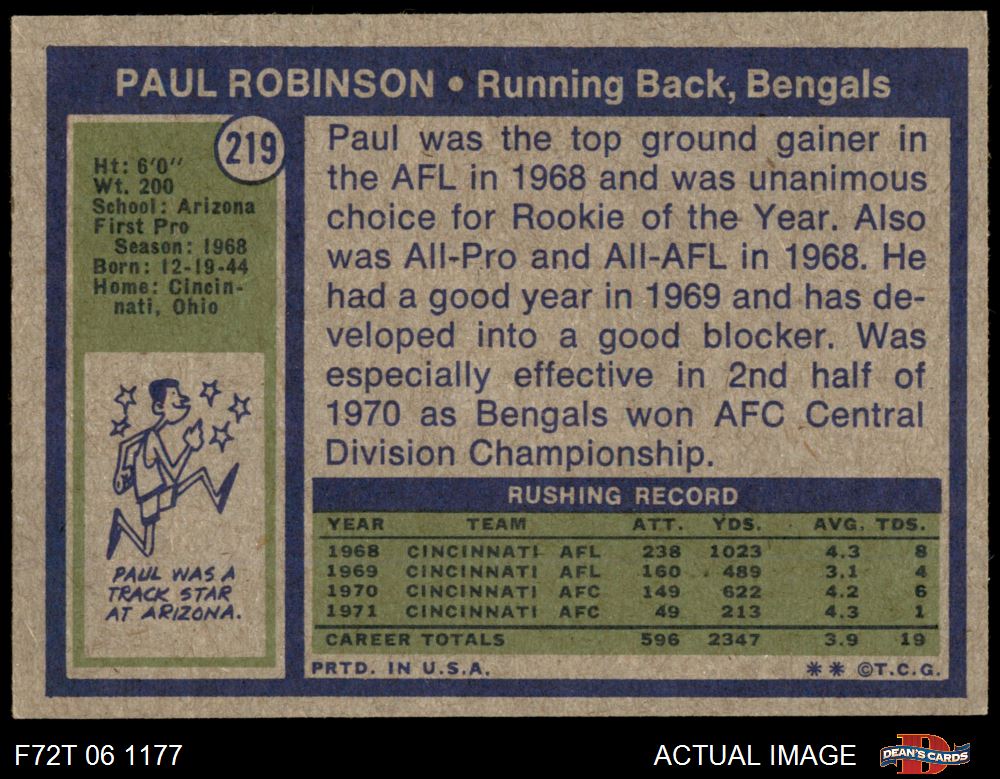 PAUL ROBINSON • Running Back, Bengals
219
Ht: 6'0"
Wt. 200
School: Arizona
First Pro
Season: 1968
Born: 12-19-44
Home: Cincin-
nati, Ohio
PAUL WAS A
TRACK STAR
AT ARIZONA.
Paul was the top ground gainer in
the AFL in 1968 and was unanimous
choice for Rookie of the Year. Also
was All-Pro and All-AFL in 1968. He
had a good year in 1969 and has de-
veloped into a good blocker. Was
especially effective in 2nd half of
1970 as Bengals won AFC Central
Division Championship.
RUSHING RECORD
YEAR TEAM ATT. YDS. AVG. TDS.
1968 CINCINNATI AFL 238 1023 4.3 8
1969 CINCINNATI AFL 160 489 3.1 4
1970 CINCINNATI AFC 149 622 4.2 6
1971 CINCINNATI AFC 49 213 4.3 1
CAREER TOTALS 596 2347 3.9 19
PRTD. IN U.S.A. ** ©T.C.G.
F72T 06 1177 ACTUAL IMAGE DEAN'S CARDS